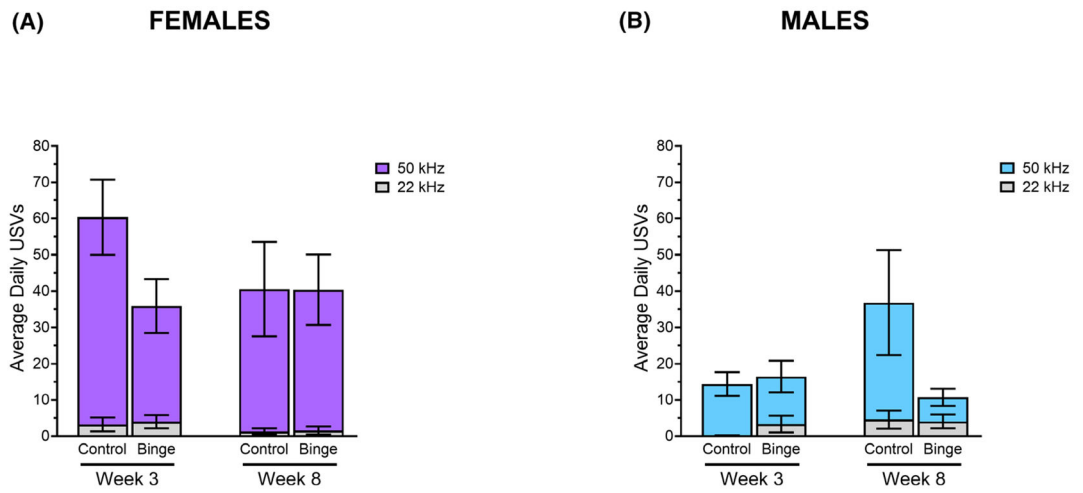 (A) FEMALES
Average Daily USVs
80
70
60
50
40
30
20
10
0
Control Binge Control Binge
Week 3 Week 8
50 kHz
22 kHz
(B) MALES
Average Daily USVs
80
70
60
50
40
30
20
10
0
Control Binge Control Binge
Week 3 Week 8
50 kHz
22 kHz